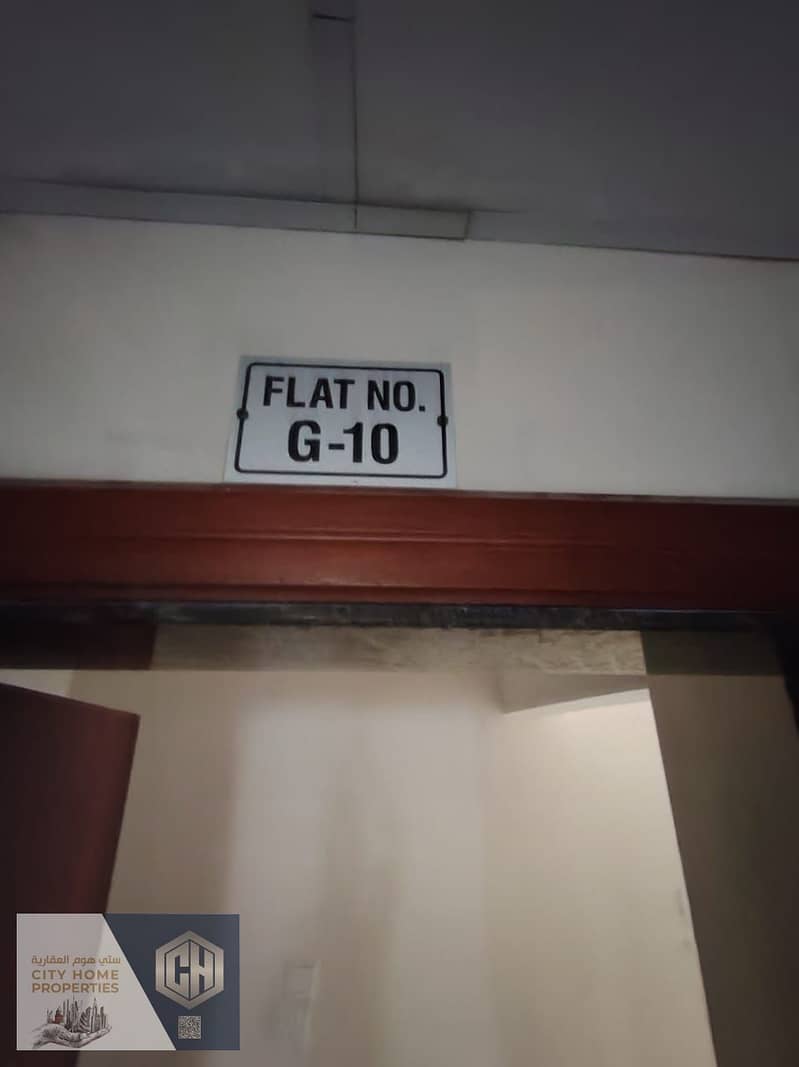 FLAT NO.
G-10
ستي هوم العقارية
CITY HOME
PROPERTIES
CH